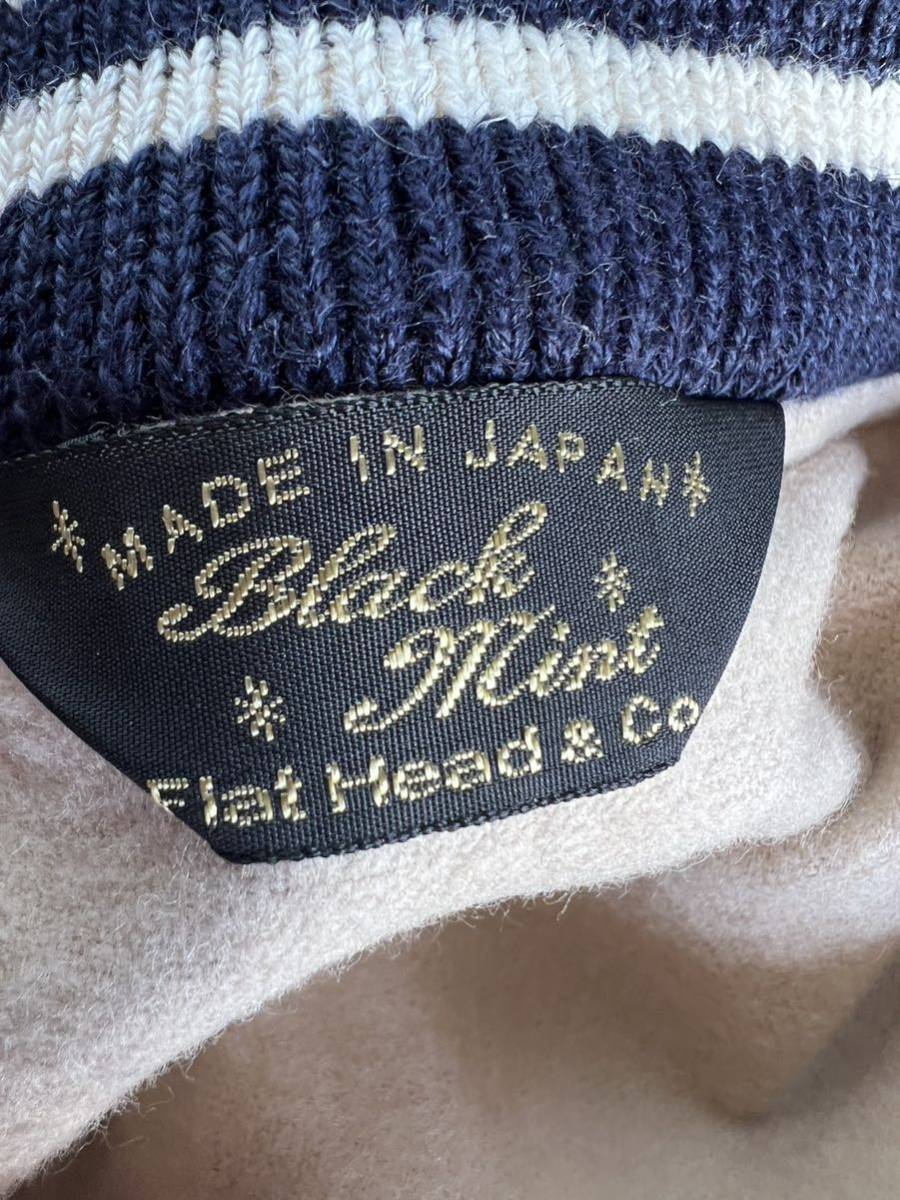 MADE IN JAPAN
Black
Mint
Flat Head & Co